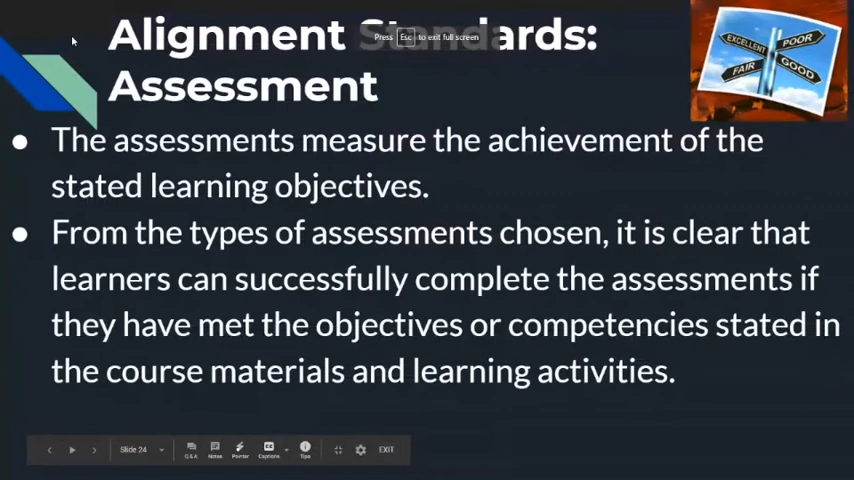 Alignment Standards:
Press Esc to exit full screen
Assessment
EXCELLENT
POOR
FAIR
GOOD
● The assessments measure the achievement of the
stated learning objectives.
● From the types of assessments chosen, it is clear that
learners can successfully complete the assessments if
they have met the objectives or competencies stated in
the course materials and learning activities.
Slide 24
Q&A
Notes
Pointer
Captions
Tips
EXIT